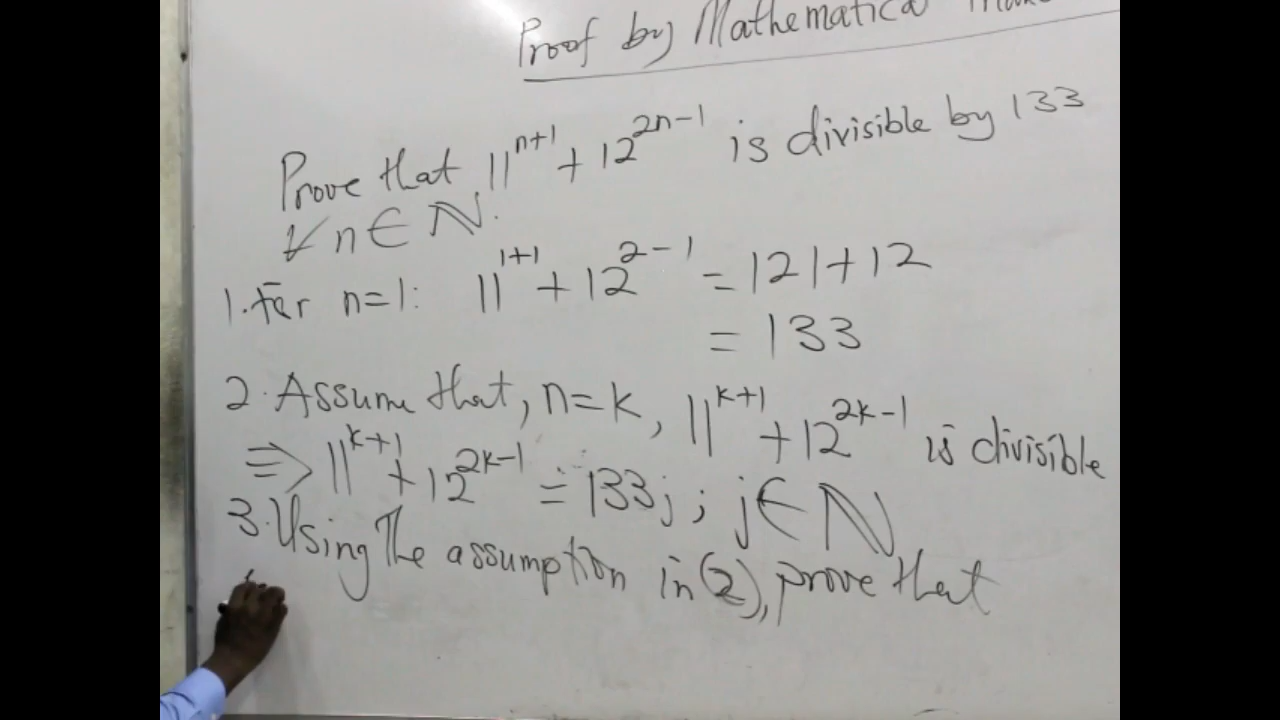 Proof by Mathematical
Prove that 11^{n+1} + 12^{2n-1} is divisible by 133
∀ n ∈ ℕ.
1. For n=1: 11^{1+1} + 12^{2-1} = 121+12
= 133
2. Assume that, n=k, 11^{k+1} + 12^{2k-1} is divisible
⇒ 11^{k+1} + 12^{2k-1} = 133j; j∈ℕ
3. Using The assumption in (2), prove that